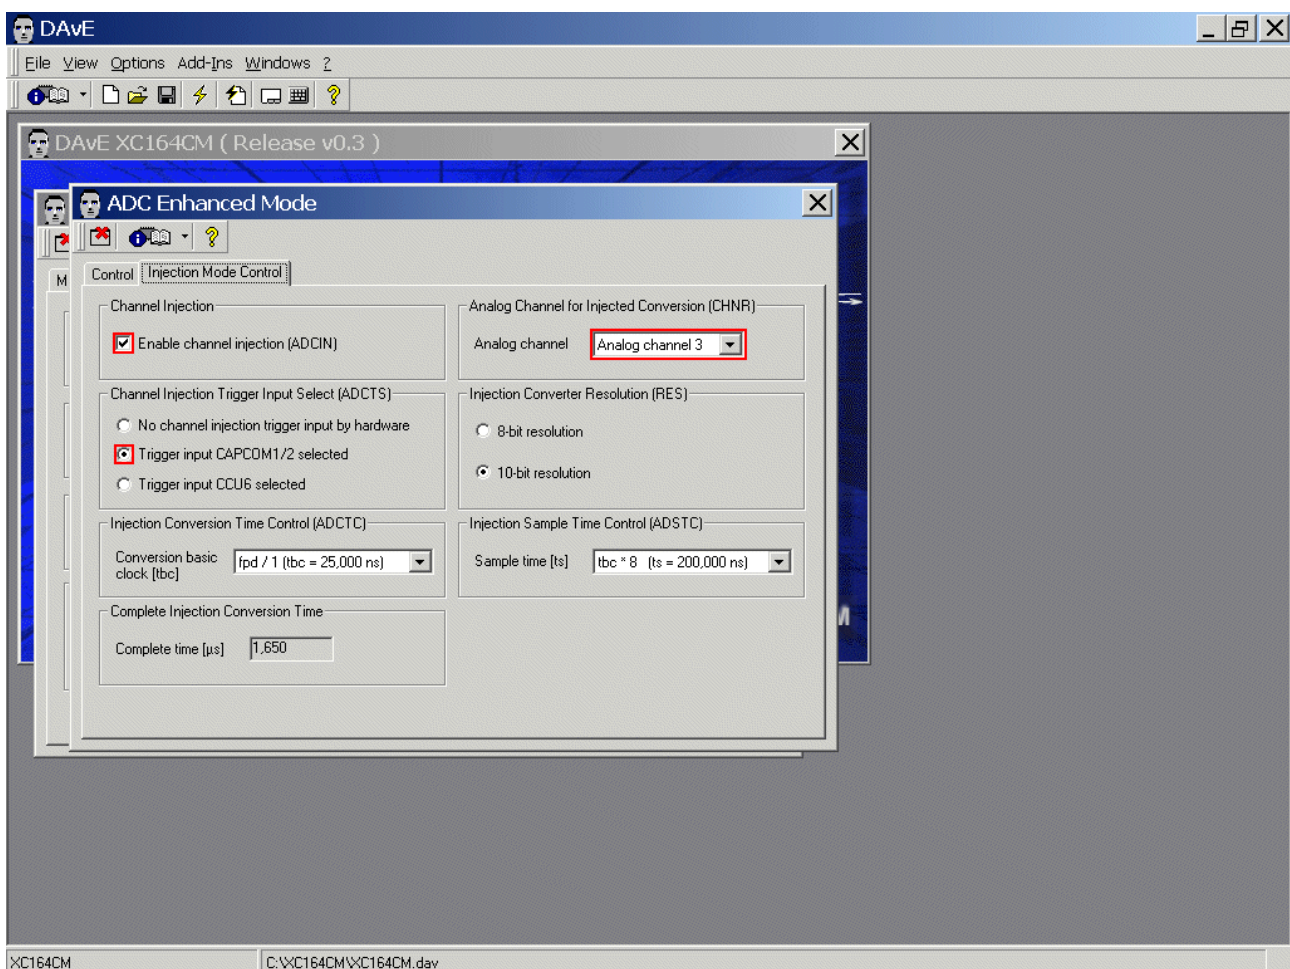 DAvE
File View Options Add-Ins Windows ?
DAvE XC164CM ( Release v0.3 )
ADC Enhanced Mode
M
Control Injection Mode Control
Channel Injection
Enable channel injection (ADCIN)
Analog Channel for Injected Conversion (CHNR)
Analog channel Analog channel 3
Channel Injection Trigger Input Select (ADCTS)
No channel injection trigger input by hardware
Trigger input CAPCOM1/2 selected
Trigger input CCU6 selected
Injection Converter Resolution (RES)
8-bit resolution
10-bit resolution
Injection Conversion Time Control (ADCTC)
Conversion basic
clock [tbc]
fpd / 1 (tbc = 25,000 ns)
Injection Sample Time Control (ADSTC)
Sample time [ts] tbc * 8 (ts = 200,000 ns)
Complete Injection Conversion Time
Complete time [µs] 1,650
M
XC164CM C:\XC164CM\XC164CM.dav